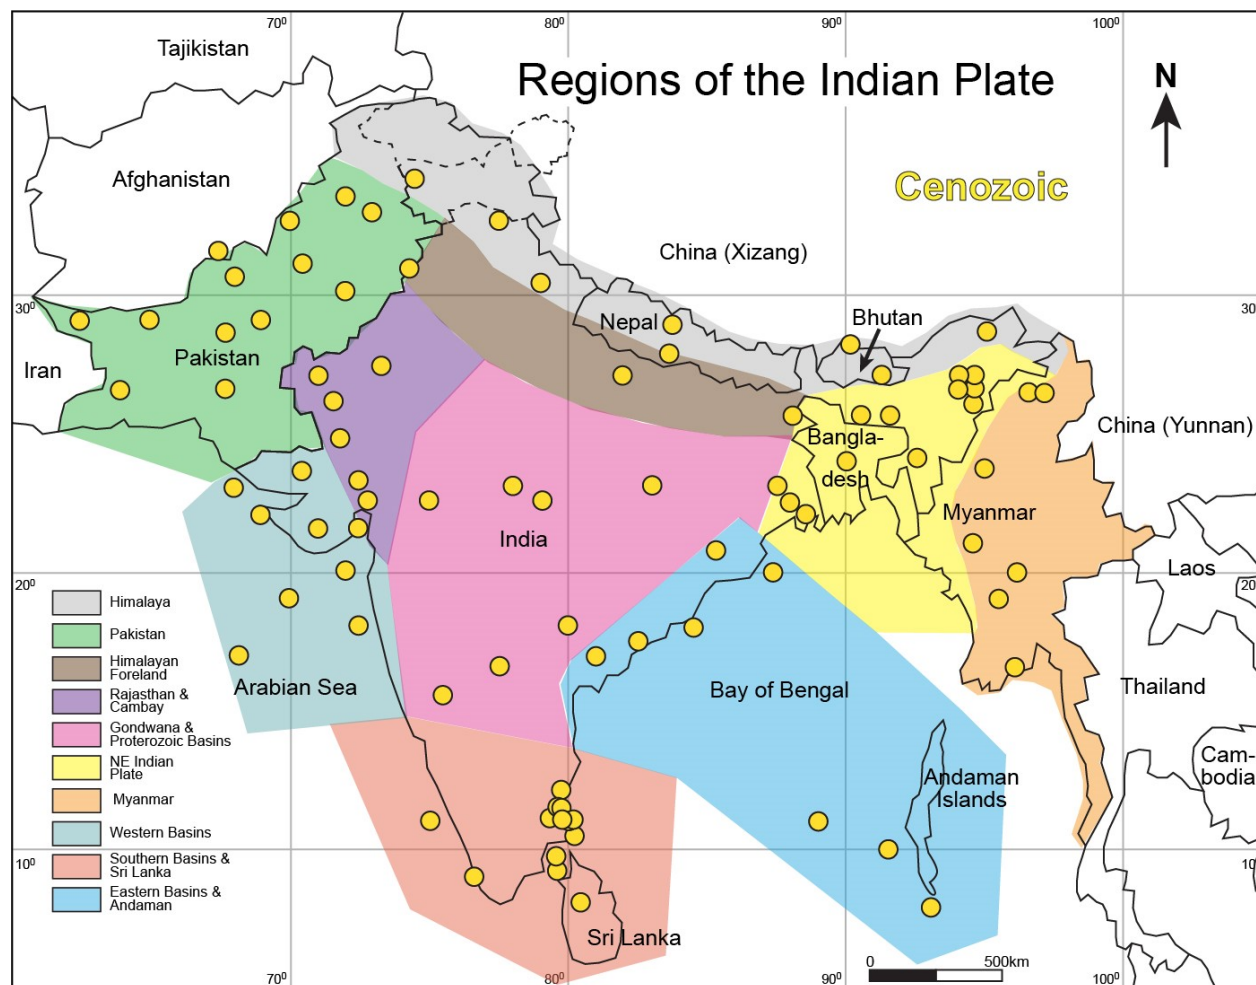 70⁰
80⁰
90⁰
100⁰
Tajikistan
Regions of the Indian Plate
N
Afghanistan
Cenozoic
China (Xizang)
30⁰
30
Nepal
Bhutan
Iran
Pakistan
China (Yunnan)
Bangla-
desh
Myanmar
India
Laos
20⁰
20
Himalaya
Pakistan
Himalayan
Foreland
Rajasthan &
Cambay
Gondwana &
Proterozoic Basins
NE Indian
Plate
Myanmar
Western Basins
Southern Basins &
Sri Lanka
Eastern Basins &
Andaman
Arabian Sea
Bay of Bengal
Thailand
Cam-
bodia
Andaman
Islands
10⁰
10
Sri Lanka
0
500km
70⁰
80⁰
90⁰
100⁰